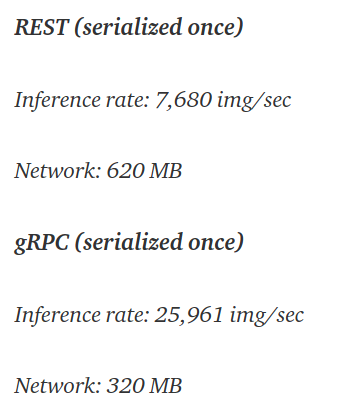 REST (serialized once)
Inference rate: 7,680 img/sec
Network: 620 MB
gRPC (serialized once)
Inference rate: 25,961 img/sec
Network: 320 MB